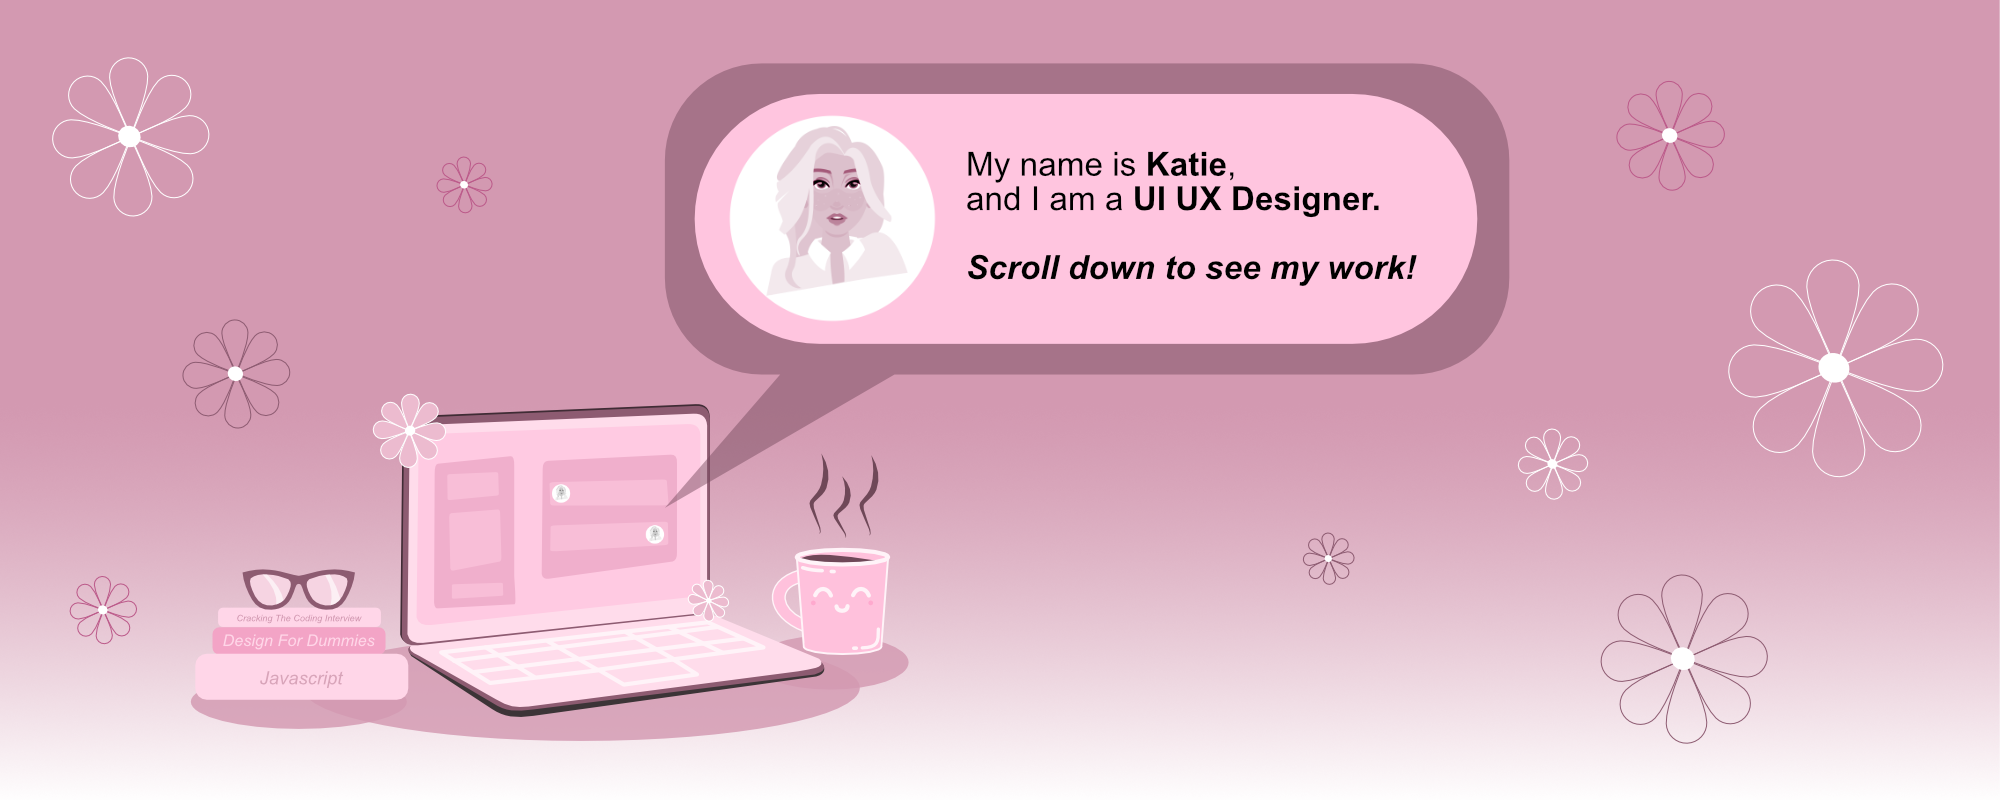 My name is Katie,
and I am a UI UX Designer.
Scroll down to see my work!
Cracking The Coding Interview
Design For Dummies
Javascript